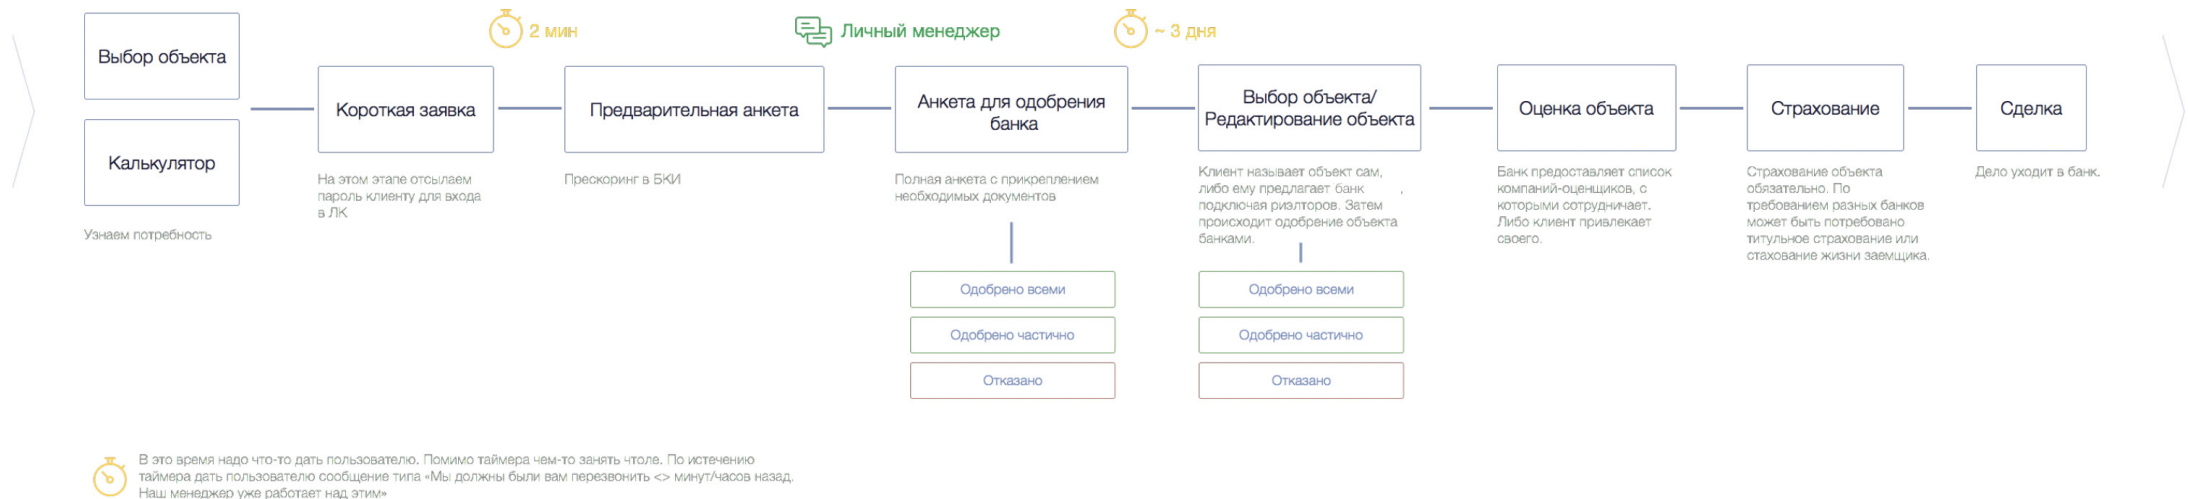 2 мин
Личный менеджер
~ 3 дня
Выбор объекта
Калькулятор
Узнаем потребность
Короткая заявка
На этом этапе отсылаем
пароль клиенту для входа
в ЛК
Предварительная анкета
Прескоринг в БКИ
Анкета для одобрения
банка
Полная анкета с прикреплением
необходимых документов
Одобрено всеми
Одобрено частично
Отказано
Выбор объекта/
Редактирование объекта
Клиент называет объект сам,
либо ему предлагает банк ,
подключая риэлторов. Затем
происходит одобрение объекта
банками.
Одобрено всеми
Одобрено частично
Отказано
Оценка объекта
Банк предоставляет список
компаний-оценщиков, с
которыми сотрудничает.
Либо клиент привлекает
своего.
Страхование
Страхование объекта
обязательно. По
требованием разных банков
может быть потребовано
титульное страхование или
стахование жизни заемщика.
Сделка
Дело уходит в банк.
В это время надо что-то дать пользователю. Помимо таймера чем-то занять чтоле. По истечению
таймера дать пользователю сообщение типа «Мы должны были вам перезвонить <> минут/часов назад.
Наш менеджер уже работает над этим»